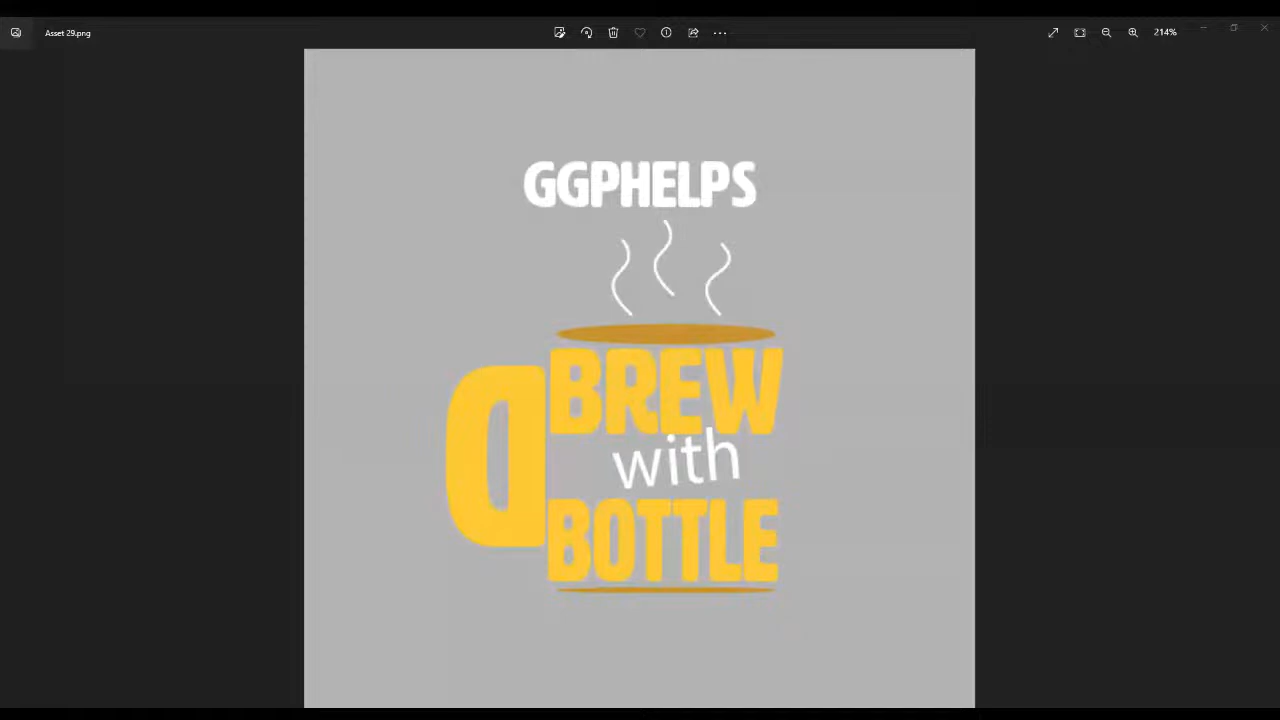 Asset 29.png
214%
GGPHELPS
BREW
with
D
BOTTLE